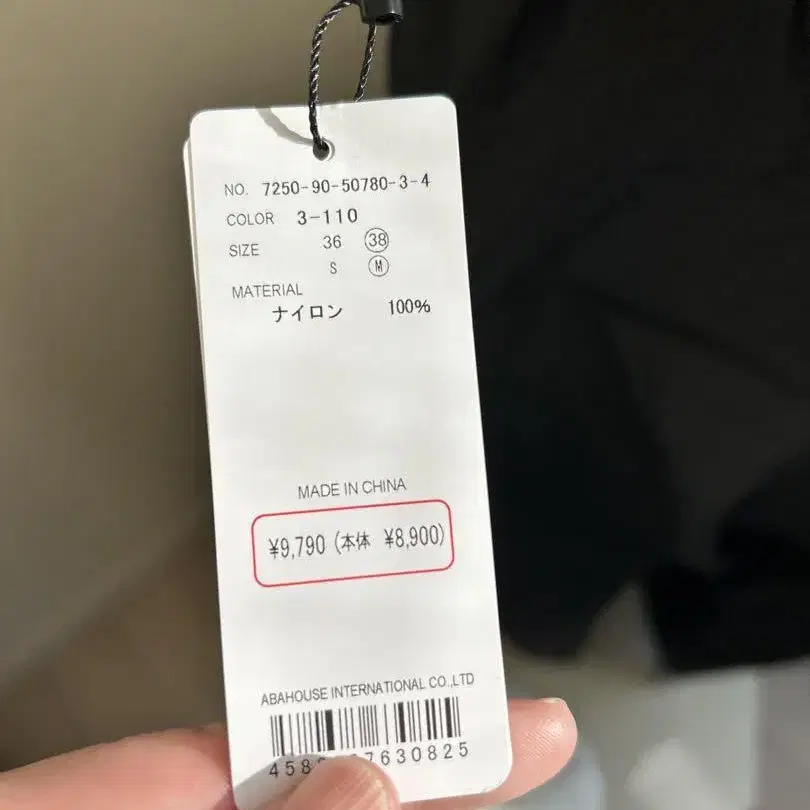 NO. 7250-90-50780-3-4
COLOR 3-110
SIZE 36 38
S M
MATERIAL
ナイロン 100%
MADE IN CHINA
¥9,790 (本体 ¥8,900)
ABAHOUSE INTERNATIONAL CO.,LTD
458 7630825